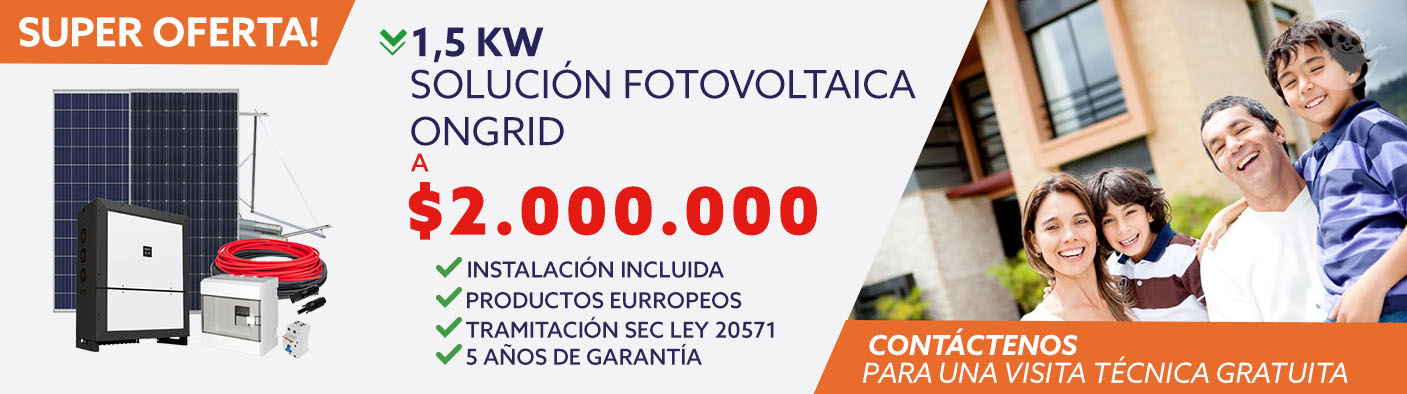 SUPER OFERTA!
1,5 KW
SOLUCIÓN FOTOVOLTAICA
ONGRID
A
$2.000.000
INSTALACIÓN INCLUIDA
PRODUCTOS EURROPEOS
TRAMITACIÓN SEC LEY 20571
5 AÑOS DE GARANTÍA
CONTÁCTENOS
PARA UNA VISITA TÉCNICA GRATUITA